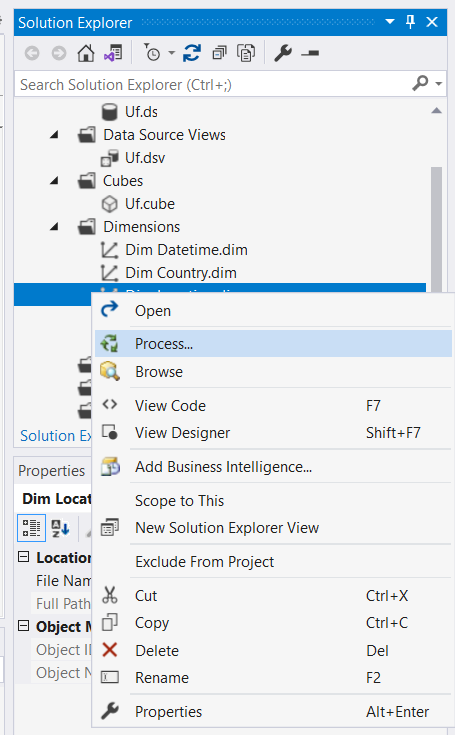 Solution Explorer
Search Solution Explorer (Ctrl+;)
Uf.ds
Data Source Views
Uf.dsv
Cubes
Uf.cube
Dimensions
Dim Datetime.dim
Dim Country.dim
Open
Process...
Browse
View Code F7
Solution Ex
View Designer Shift+F7
Properties
Add Business Intelligence...
Dim Locat
Scope to This
New Solution Explorer View
Location
Exclude From Project
File Nam
Cut Ctrl+X
Full Path
Copy Ctrl+C
Object M
Delete Del
Object I
Rename F2
Object N
Properties Alt+Enter